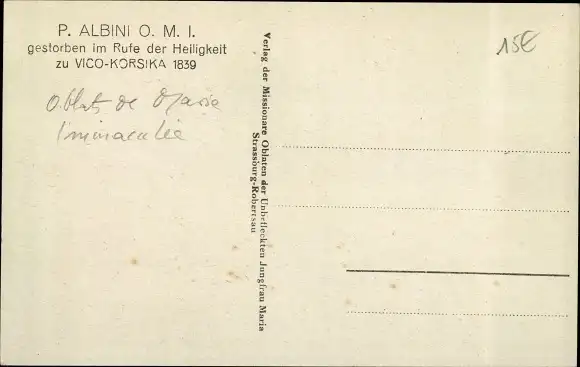 P. ALBINI O. M. I.
gestorben im Rufe der Heiligkeit
zu VICO-KORSIKA 1839
Oblats de Marie
Immaculée
Verlag der Missionare Oblaten der Unbefleckten Jungfrau Maria
Strassburg-Robertsau
15€